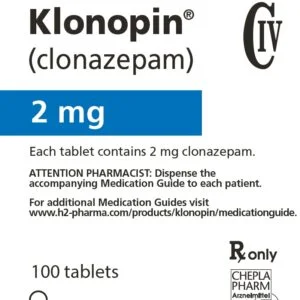 Klonopin®
(clonazepam)
CIV
2 mg
Each tablet contains 2 mg clonazepam.
ATTENTION PHARMACIST: Dispense the
accompanying Medication Guide to each patient.
For additional Medication Guides visit
www.h2-pharma.com/products/klonopin/medicationguide.
Rx only
100 tablets
CHEPLA
PHARM
Arzneimittel